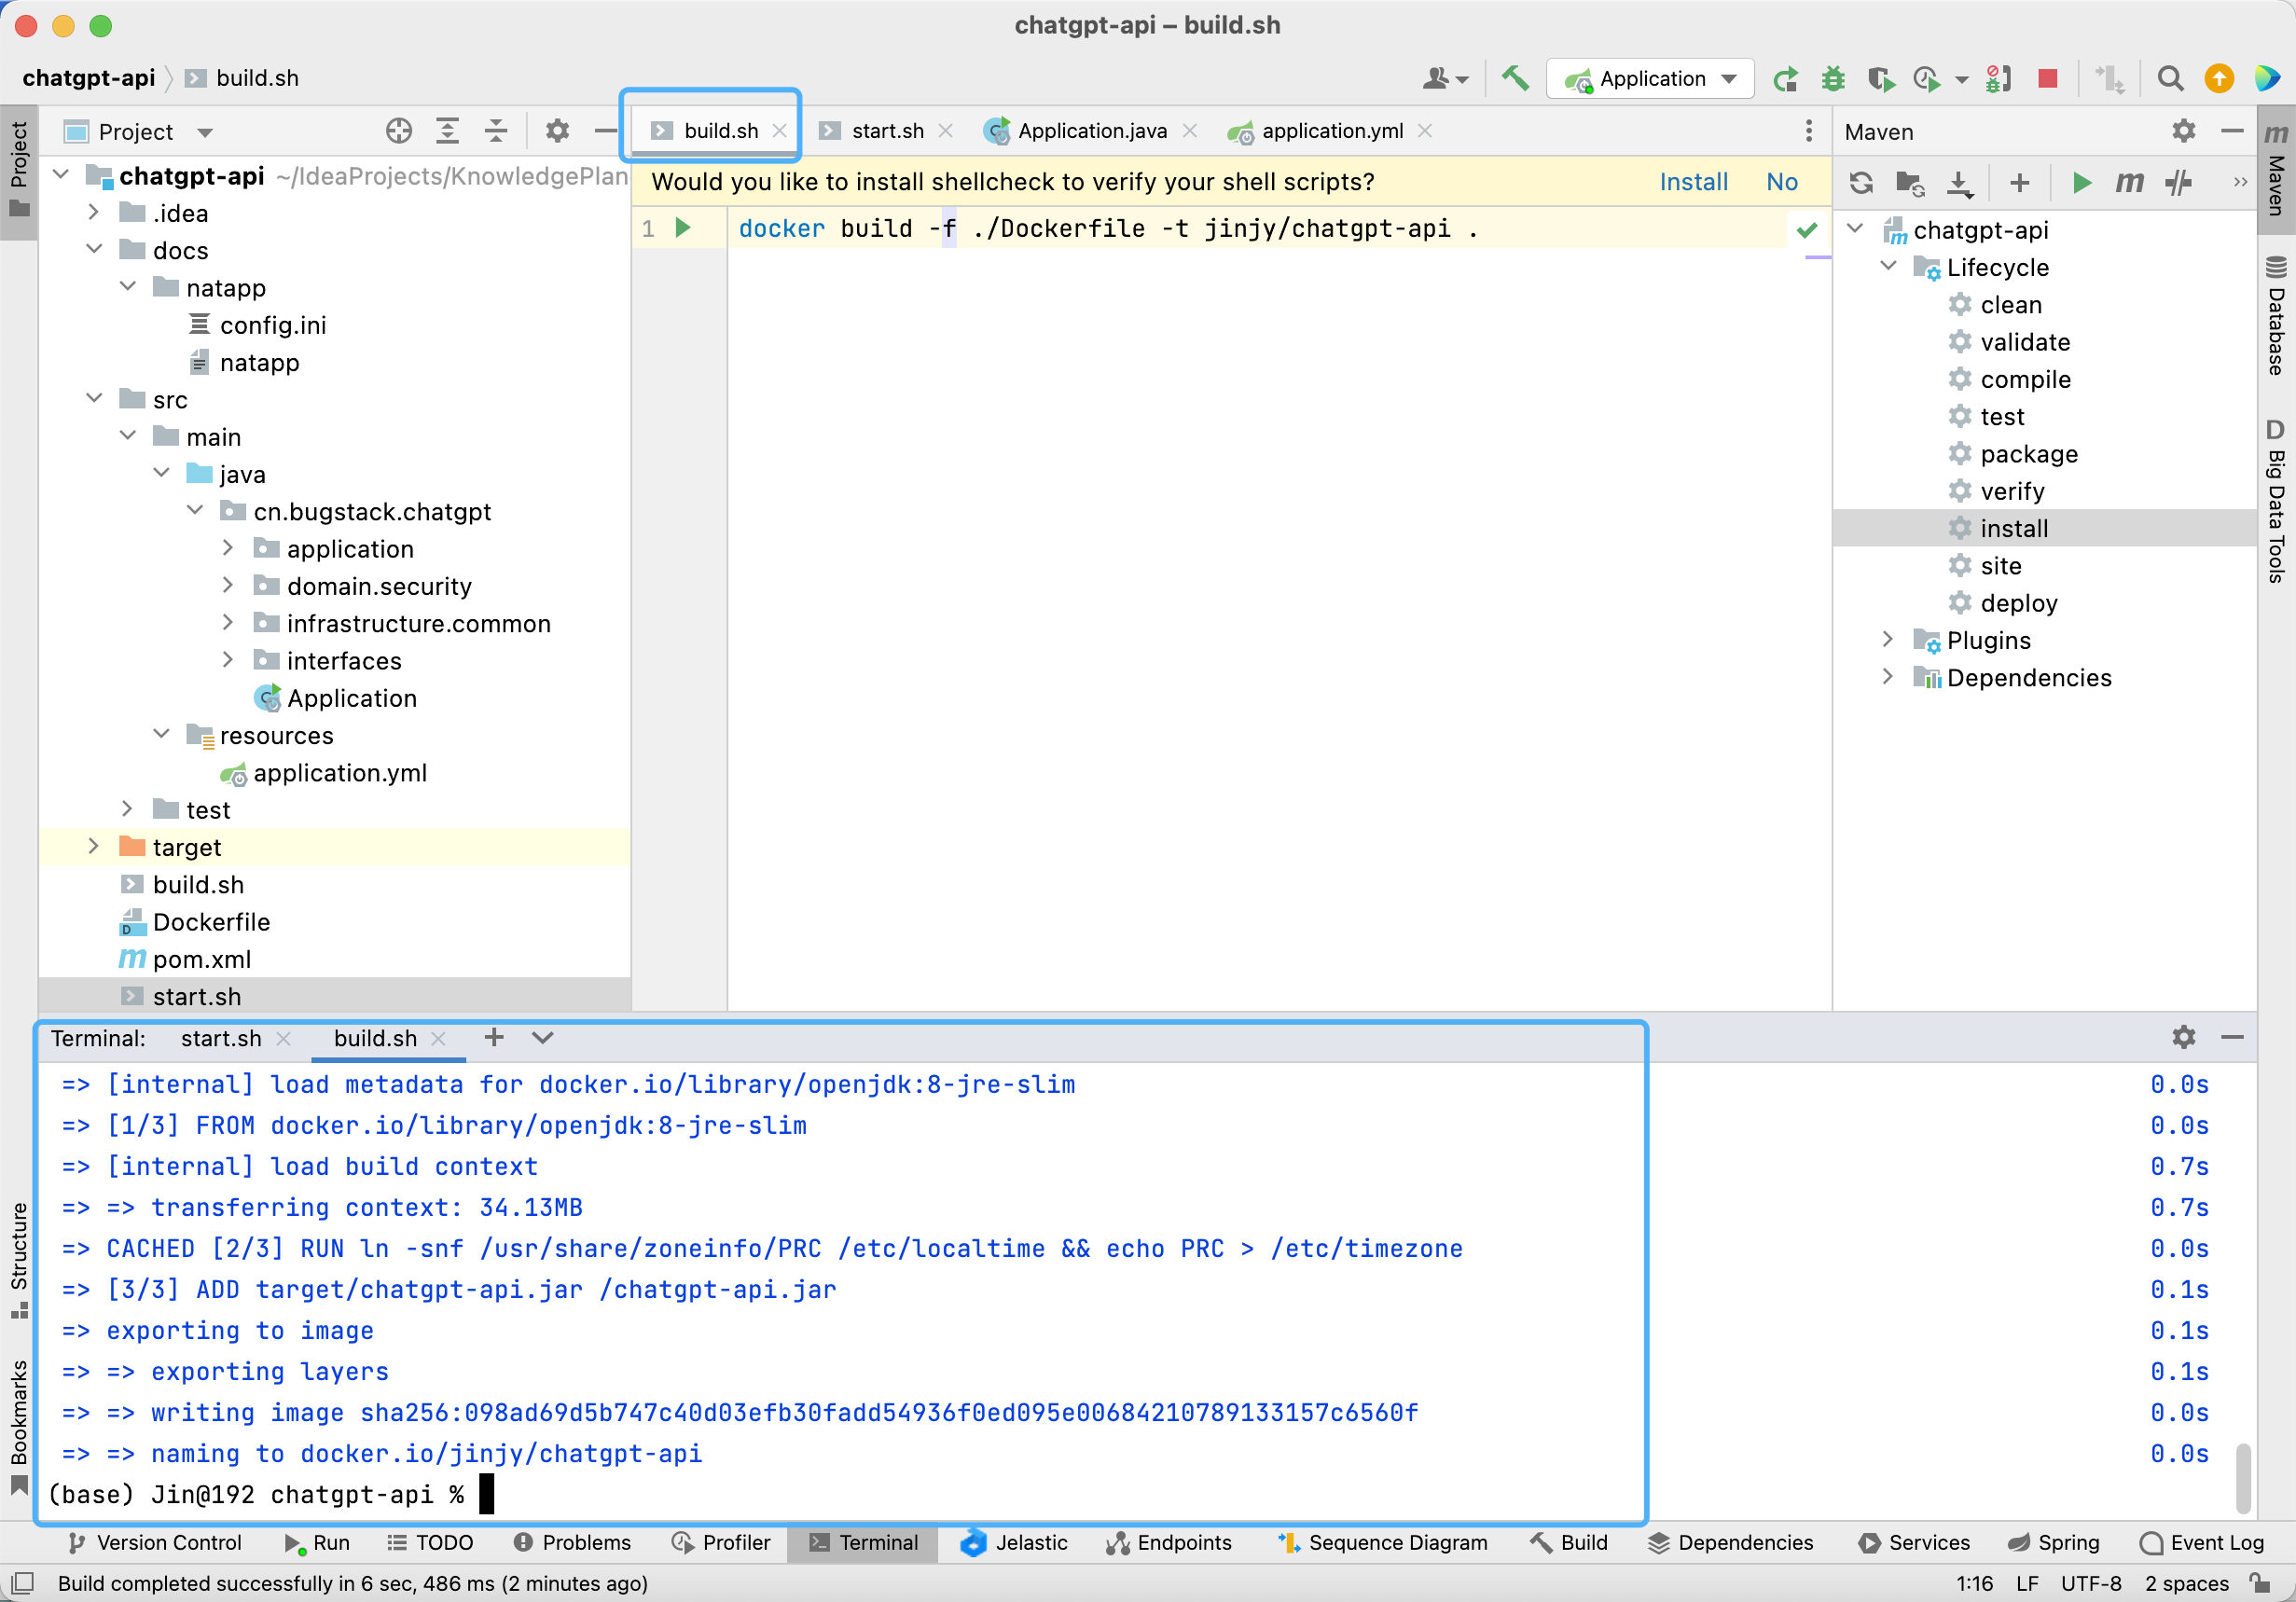 chatgpt-api – build.sh
chatgpt-api
build.sh
Application
Project
Project
build.sh
start.sh
Application.java
application.yml
Maven
Maven
Database
D Big Data Tools
chatgpt-api ~/IdeaProjects/KnowledgePlan
.idea
docs
natapp
config.ini
natapp
src
main
java
cn.bugstack.chatgpt
application
domain.security
infrastructure.common
interfaces
Application
resources
application.yml
test
target
build.sh
Dockerfile
pom.xml
start.sh
Would you like to install shellcheck to verify your shell scripts? Install No
1 docker build -f ./Dockerfile -t jinjy/chatgpt-api .
chatgpt-api
Lifecycle
clean
validate
compile
test
package
verify
install
site
deploy
Plugins
Dependencies
Structure
Bookmarks
Terminal: start.sh build.sh
=> [internal] load metadata for docker.io/library/openjdk:8-jre-slim 0.0s
=> [1/3] FROM docker.io/library/openjdk:8-jre-slim 0.0s
=> [internal] load build context 0.7s
=> => transferring context: 34.13MB 0.7s
=> CACHED [2/3] RUN ln -snf /usr/share/zoneinfo/PRC /etc/localtime && echo PRC > /etc/timezone 0.0s
=> [3/3] ADD target/chatgpt-api.jar /chatgpt-api.jar 0.1s
=> exporting to image 0.1s
=> => exporting layers 0.1s
=> => writing image sha256:098ad69d5b747c40d03efb30fadd54936f0ed095e00684210789133157c6560f 0.0s
=> => naming to docker.io/jinjy/chatgpt-api 0.0s
(base) Jin@192 chatgpt-api %
Version Control Run TODO Problems Profiler Terminal Jelastic Endpoints Sequence Diagram Build Dependencies Services Spring Event Log
Build completed successfully in 6 sec, 486 ms (2 minutes ago) 1:16 LF UTF-8 2 spaces